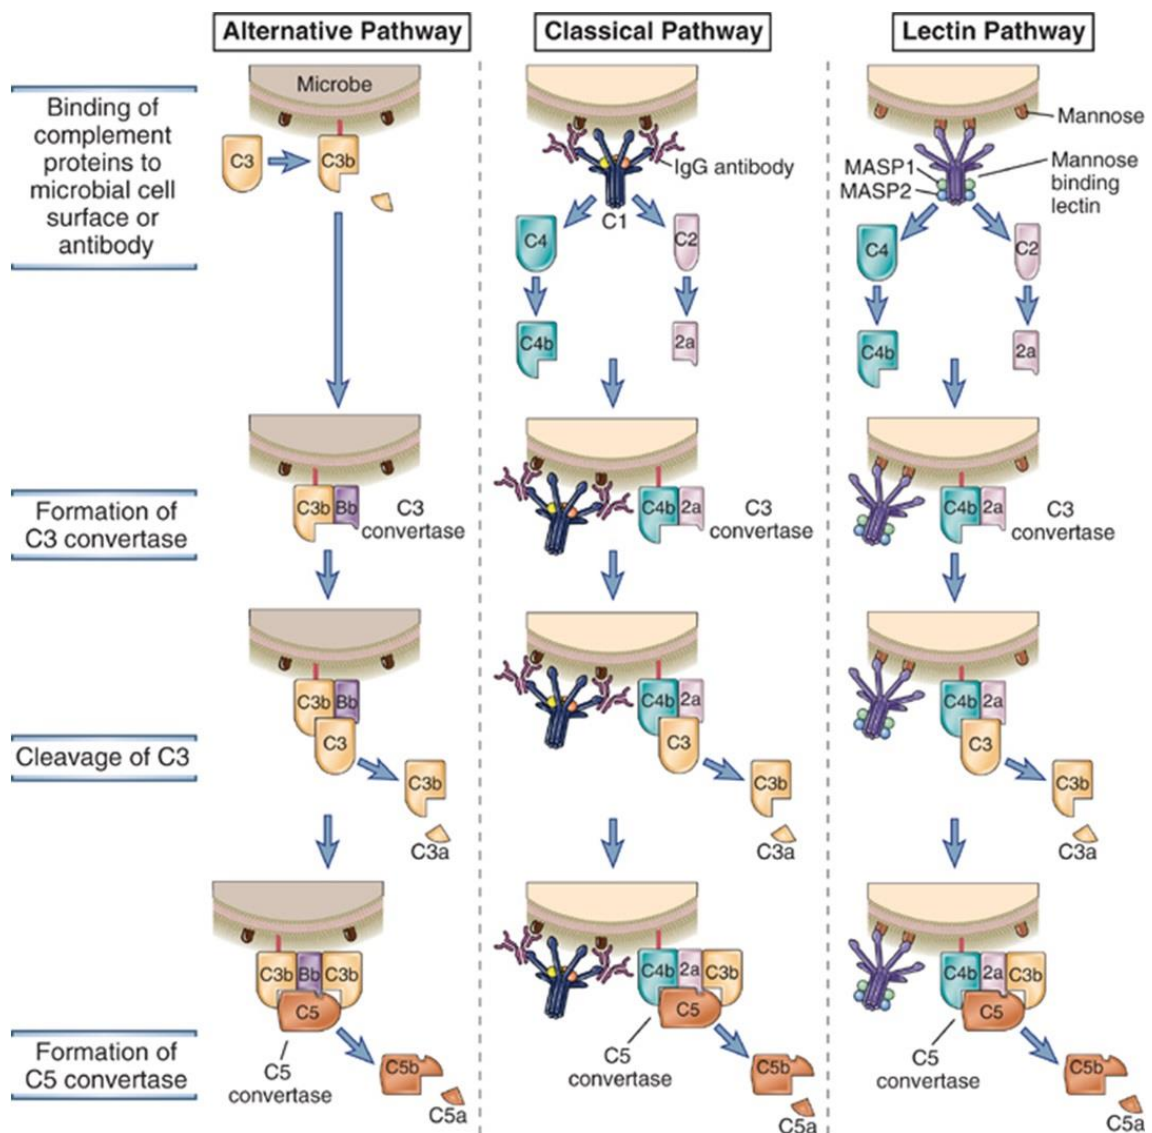 Alternative Pathway
Classical Pathway
Lectin Pathway
Binding of
complement
proteins to
microbial cell
surface or
antibody
Microbe
C3
C3b
IgG antibody
C1
C4
C2
C4b
2a
Mannose
MASP1
MASP2
Mannose
binding
lectin
C4
C2
C4b
2a
Formation of
C3 convertase
C3b
Bb
C3
convertase
C4b
2a
C3
convertase
C4b
2a
C3
convertase
Cleavage of C3
C3b
Bb
C3
C3b
C3a
C4b
2a
C3
C3b
C3a
C4b
2a
C3
C3b
C3a
Formation of
C5 convertase
C3b
Bb
C3b
C5
C5
convertase
C5b
C5a
C4b
2a
C3b
C5
C5
convertase
C5b
C5a
C4b
2a
C3b
C5
C5
convertase
C5b
C5a